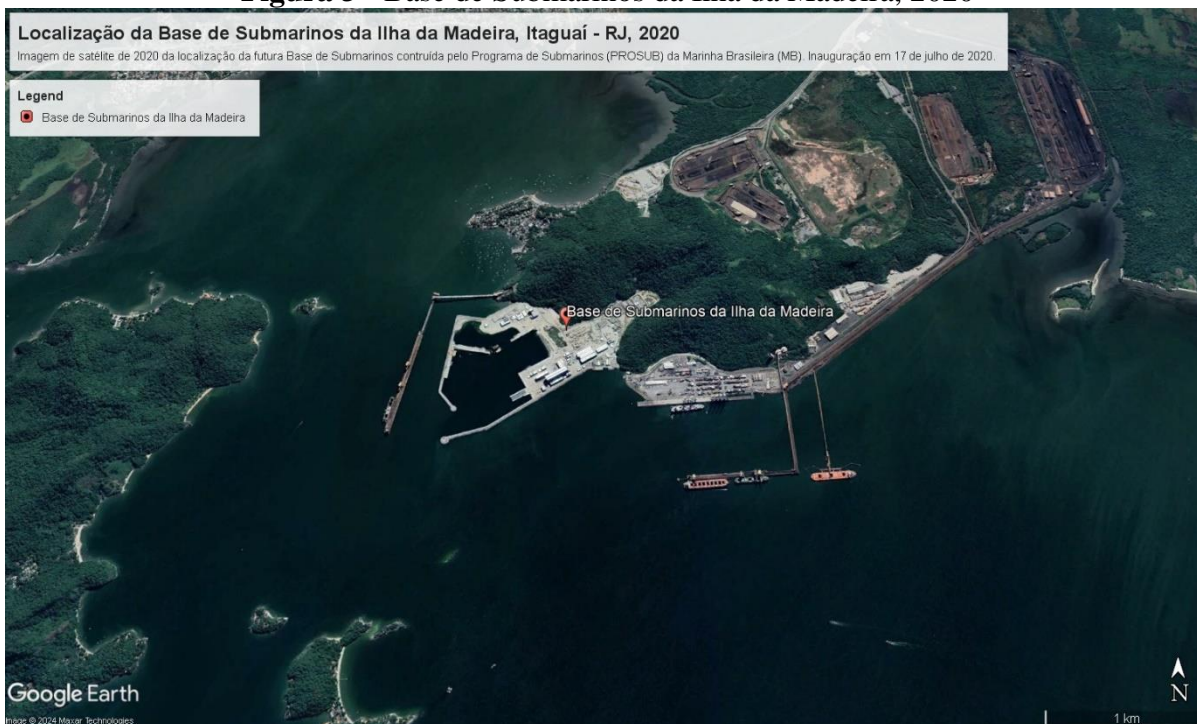 Localização da Base de Submarinos da Ilha da Madeira, Itaguaí - RJ, 2020
Imagem de satélite de 2020 da localização da futura Base de Submarinos contruída pelo Programa de Submarinos (PROSUB) da Marinha Brasileira (MB). Inauguração em 17 de julho de 2020.
Legend
Base de Submarinos da Ilha da Madeira
Base de Submarinos da Ilha da Madeira
Google Earth
Image © 2024 Maxar Technologies
N
1 km